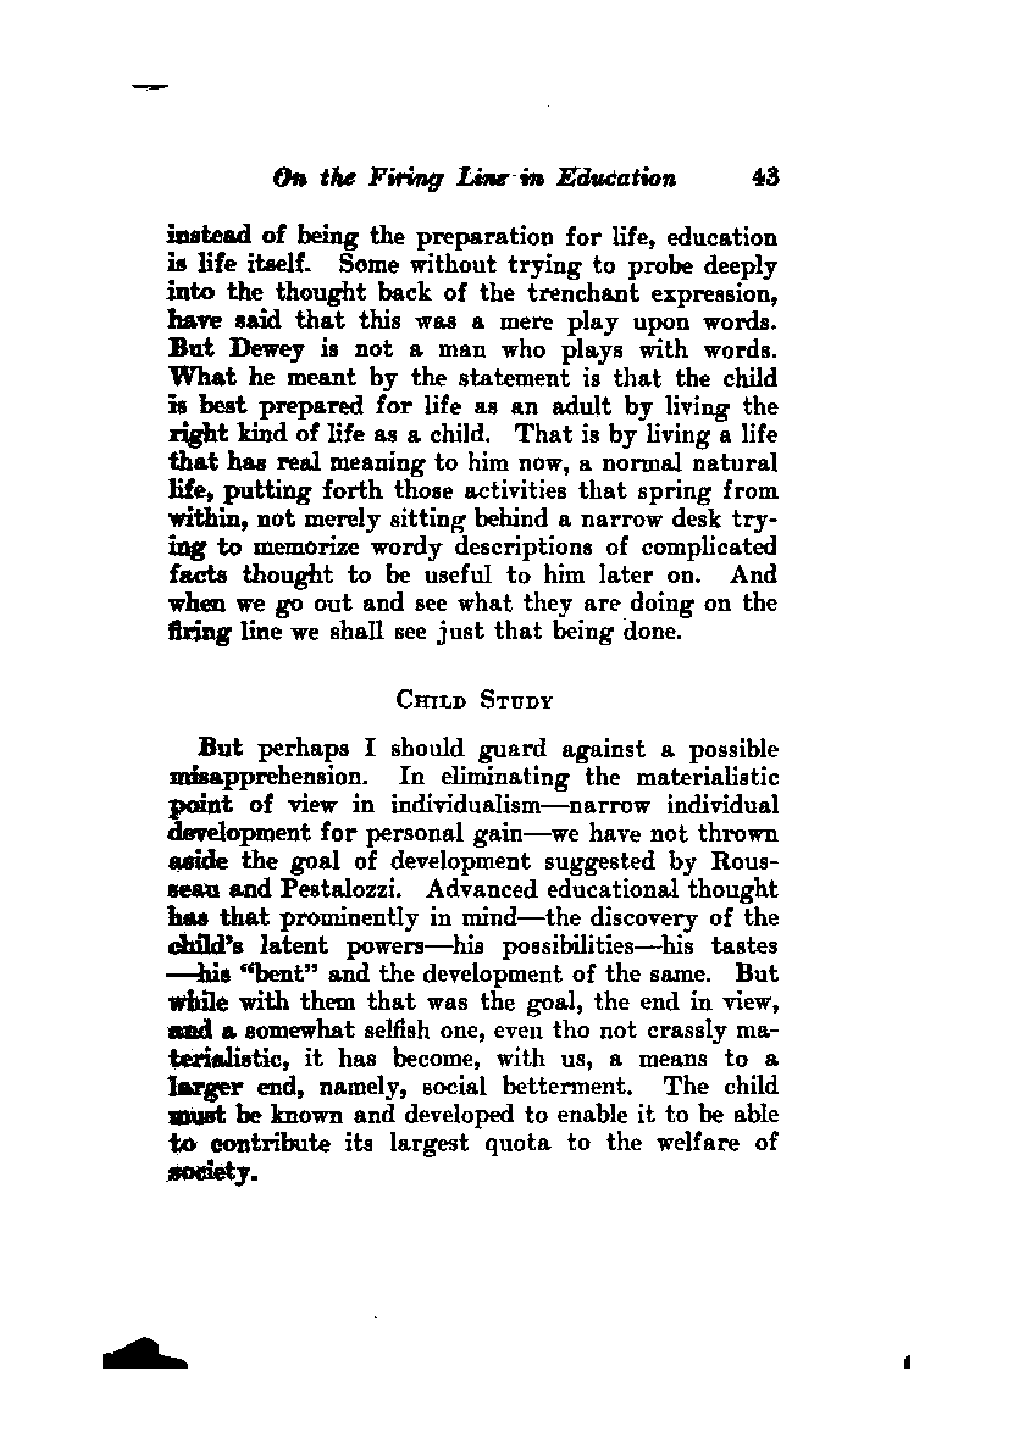 On the Firing Line in Education 43
instead of being the preparation for life, education
is life itself. Some without trying to probe deeply
into the thought back of the trenchant expression,
have said that this was a mere play upon words.
But Dewey is not a man who plays with words.
What he meant by the statement is that the child
is best prepared for life as an adult by living the
right kind of life as a child. That is by living a life
that has real meaning to him now, a normal natural
life, putting forth those activities that spring from
within, not merely sitting behind a narrow desk try-
ing to memorize wordy descriptions of complicated
facts thought to be useful to him later on. And
when we go out and see what they are doing on the
firing line we shall see just that being done.
CHILD STUDY
But perhaps I should guard against a possible
misapprehension. In eliminating the materialistic
point of view in individualism—narrow individual
development for personal gain—we have not thrown
aside the goal of development suggested by Rous-
seau and Pestalozzi. Advanced educational thought
has that prominently in mind—the discovery of the
child's latent powers—his possibilities—his tastes
—his "bent" and the development of the same. But
while with them that was the goal, the end in view,
and a somewhat selfish one, even tho not crassly ma-
terialistic, it has become, with us, a means to a
larger end, namely, social betterment. The child
must be known and developed to enable it to be able
to contribute its largest quota to the welfare of
society.